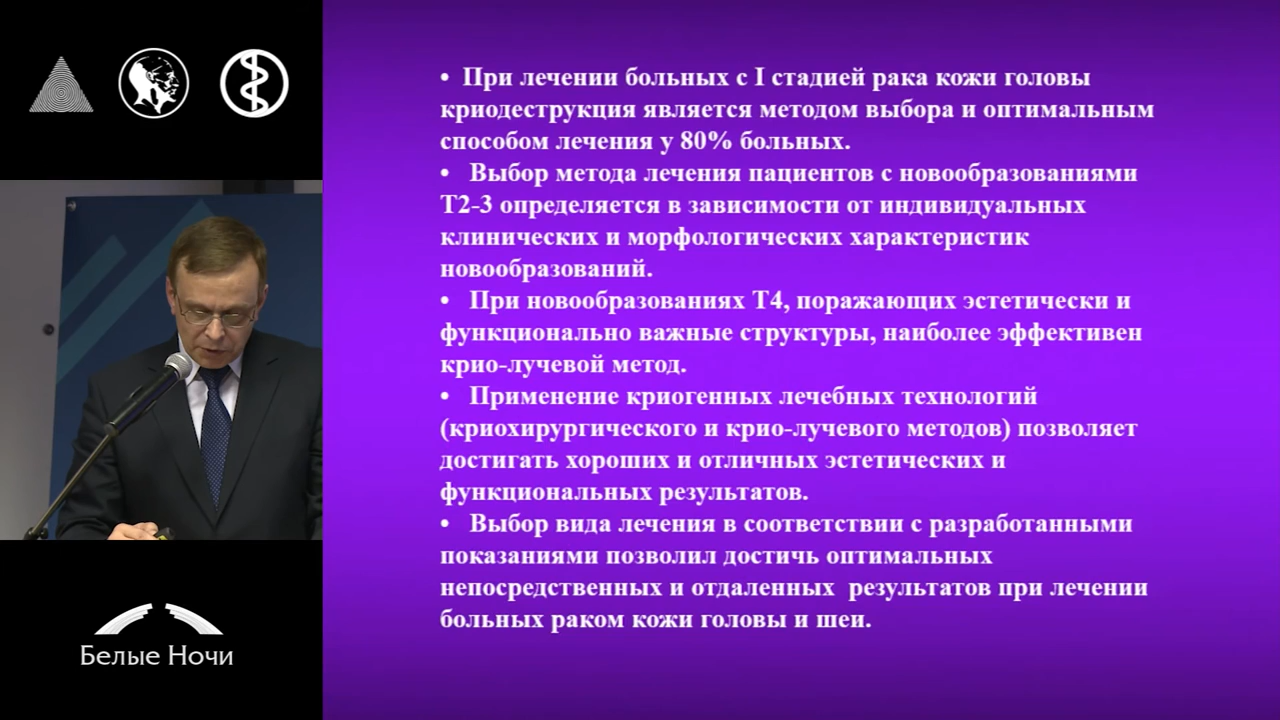 • При лечении больных с I стадией рака кожи головы
криодеструкция является методом выбора и оптимальным
способом лечения у 80% больных.
• Выбор метода лечения пациентов с новообразованиями
Т2-3 определяется в зависимости от индивидуальных
клинических и морфологических характеристик
новообразований.
• При новообразованиях Т4, поражающих эстетически и
функционально важные структуры, наиболее эффективен
крио-лучевой метод.
• Применение криогенных лечебных технологий
(криохирургического и крио-лучевого методов) позволяет
достигать хороших и отличных эстетических и
функциональных результатов.
• Выбор вида лечения в соответствии с разработанными
показаниями позволил достичь оптимальных
непосредственных и отдаленных результатов при лечении
больных раком кожи головы и шеи.
Белые Ночи